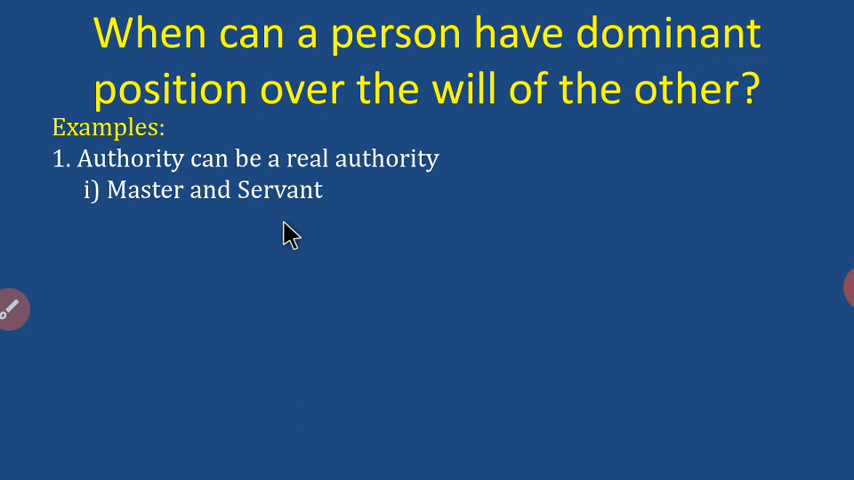 When can a person have dominant
position over the will of the other?
Examples:
1. Authority can be a real authority
i) Master and Servant